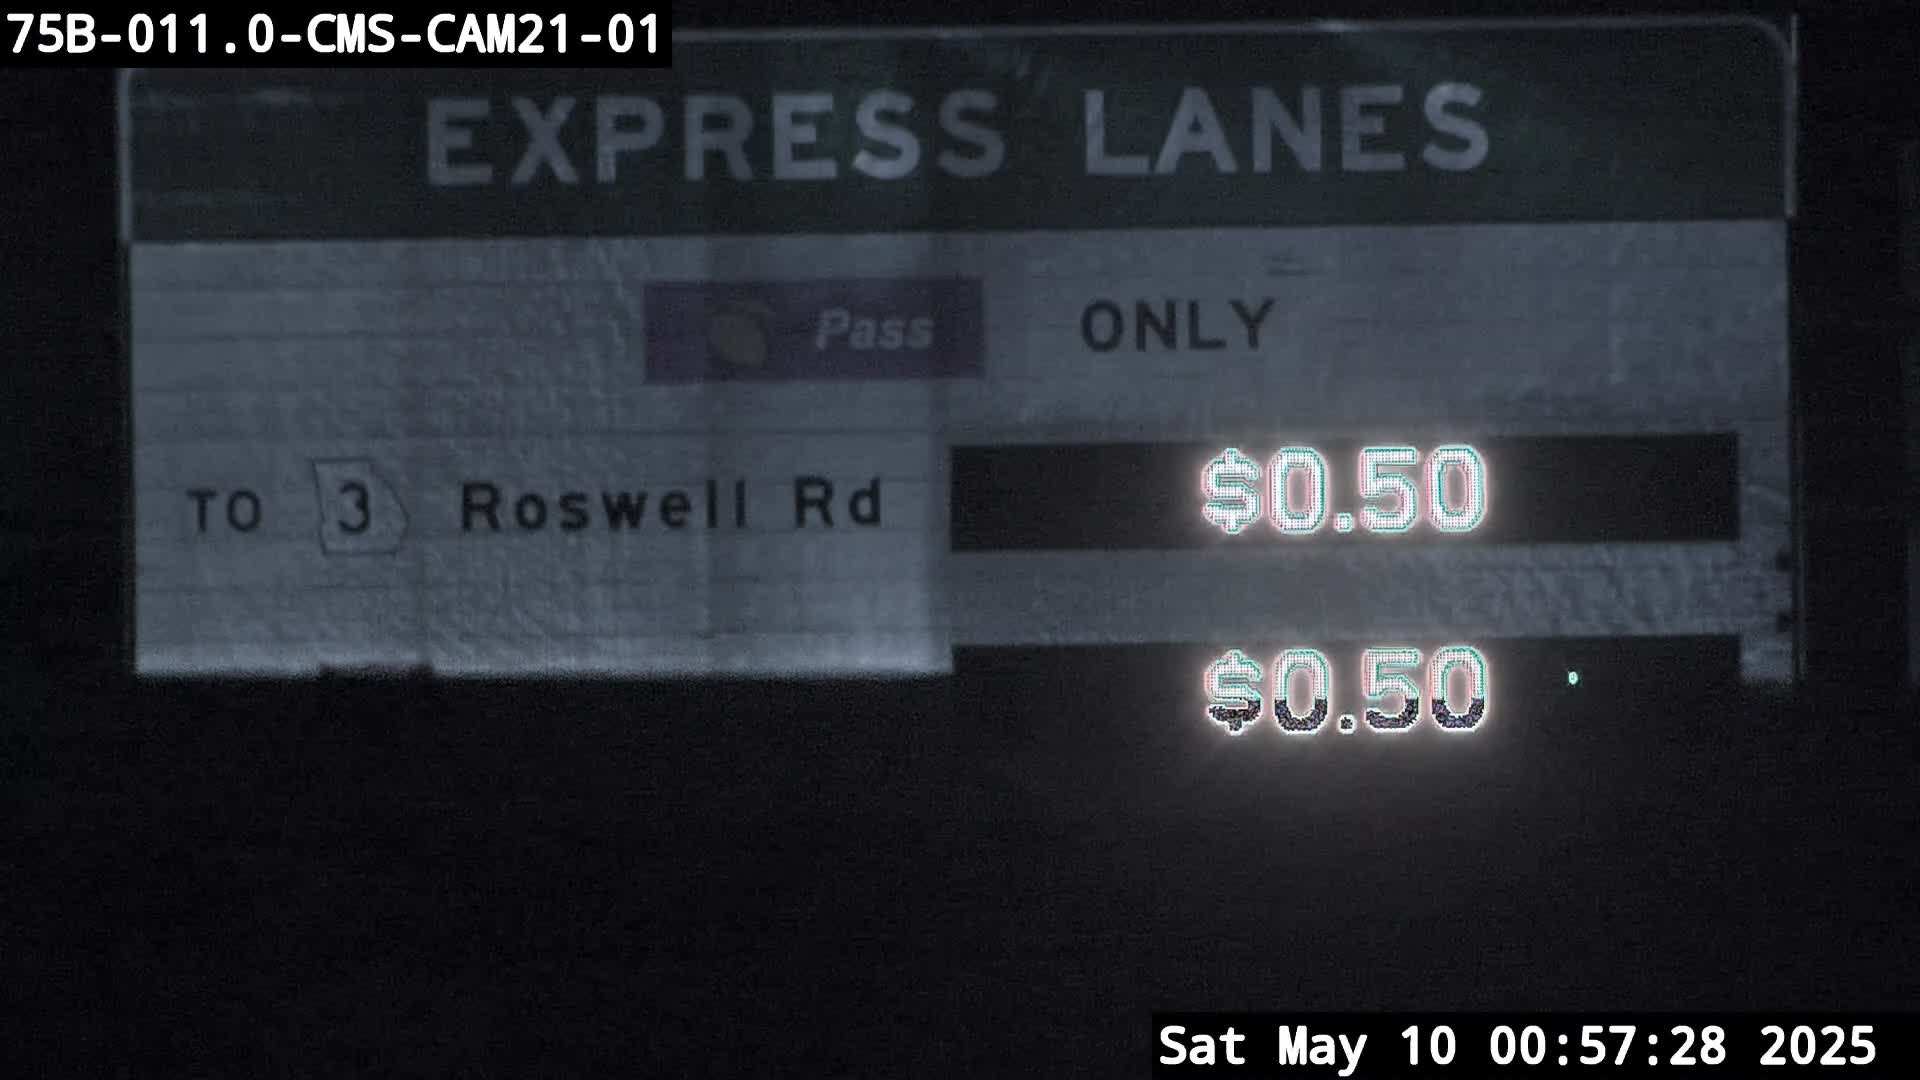 75B-011.0-CMS-CAM21-01
EXPRESS LANES
Pass ONLY
TO 3 Roswell Rd $0.50
$0.50
Sat May 10 00:57:28 2025